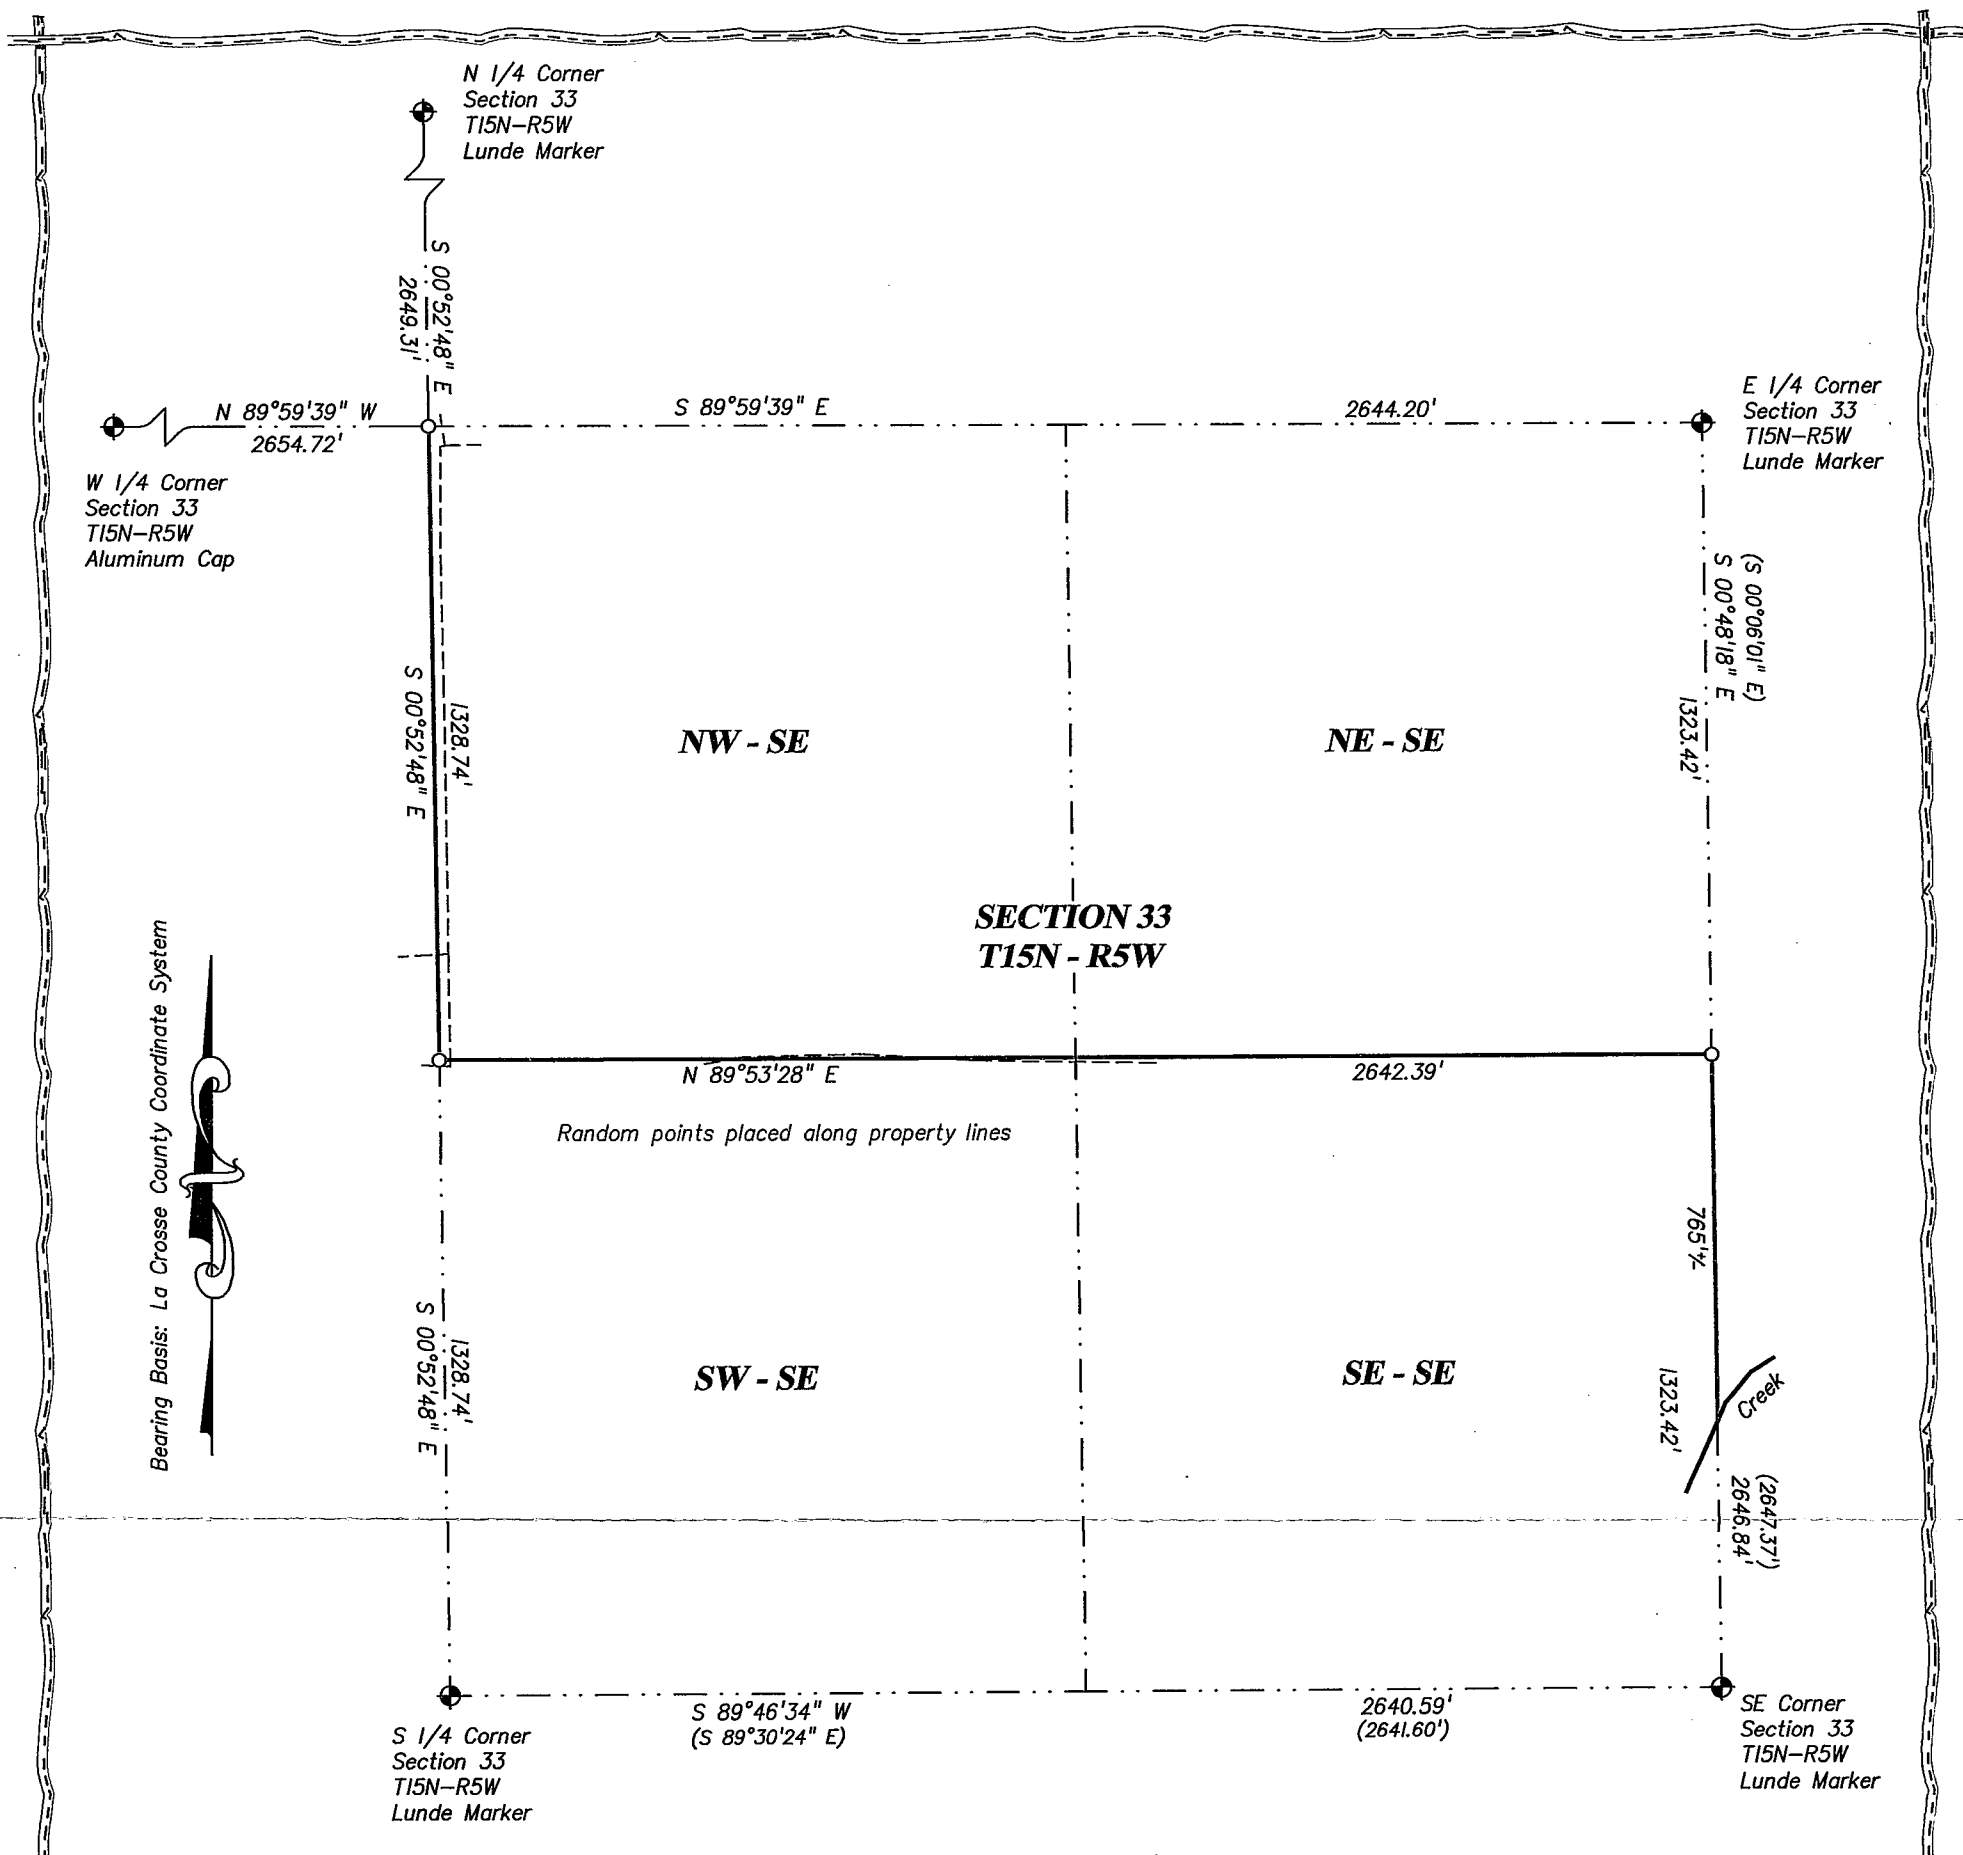 N 1/4 Corner
Section 33
T15N-R5W
Lunde Marker
S 00°52'48" E
2649.31'
N 89°59'39" W
2654.72'
S 89°59'39" E
2644.20'
E 1/4 Corner
Section 33
T15N-R5W
Lunde Marker
W 1/4 Corner
Section 33
T15N-R5W
Aluminum Cap
(S 00°06'01" E)
S 00°48'18" E
1323.42'
1328.74'
S 00°52'48" E
NW - SE
NE - SE
SECTION 33
T15N - R5W
Bearing Basis: La Crosse County Coordinate System
N 89°53'28" E
2642.39'
Random points placed along property lines
765'+/-
1328.74'
S 00°52'48" E
SW - SE
SE - SE
1323.42'
Creek
(2647.37')
2646.84'
S 89°46'34" W
(S 89°30'24" E)
2640.59'
(2641.60')
S 1/4 Corner
Section 33
T15N-R5W
Lunde Marker
SE Corner
Section 33
T15N-R5W
Lunde Marker